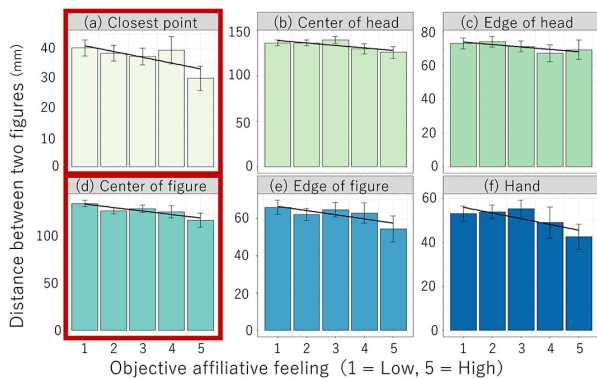 (a) Closest point
(b) Center of head
(c) Edge of head
40
30
20
10
0
150
100
50
0
80
60
40
20
0
Distance between two figures (mm)
(d) Center of figure
(e) Edge of figure
(f) Hand
100
50
0
60
40
20
0
60
40
20
0
1 2 3 4 5
1 2 3 4 5
1 2 3 4 5
Objective affiliative feeling (1 = Low, 5 = High)